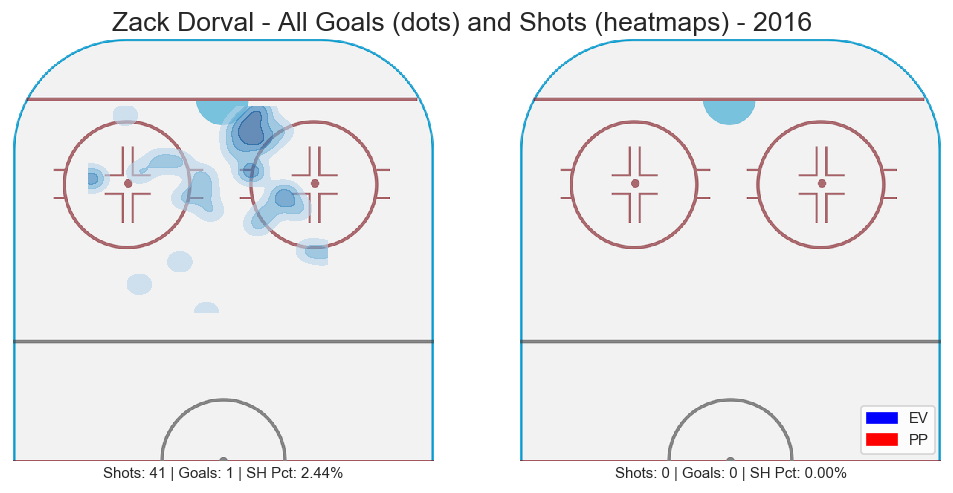 Zack Dorval - All Goals (dots) and Shots (heatmaps) - 2016
EV
PP
Shots: 41 | Goals: 1 | SH Pct: 2.44%
Shots: 0 | Goals: 0 | SH Pct: 0.00%